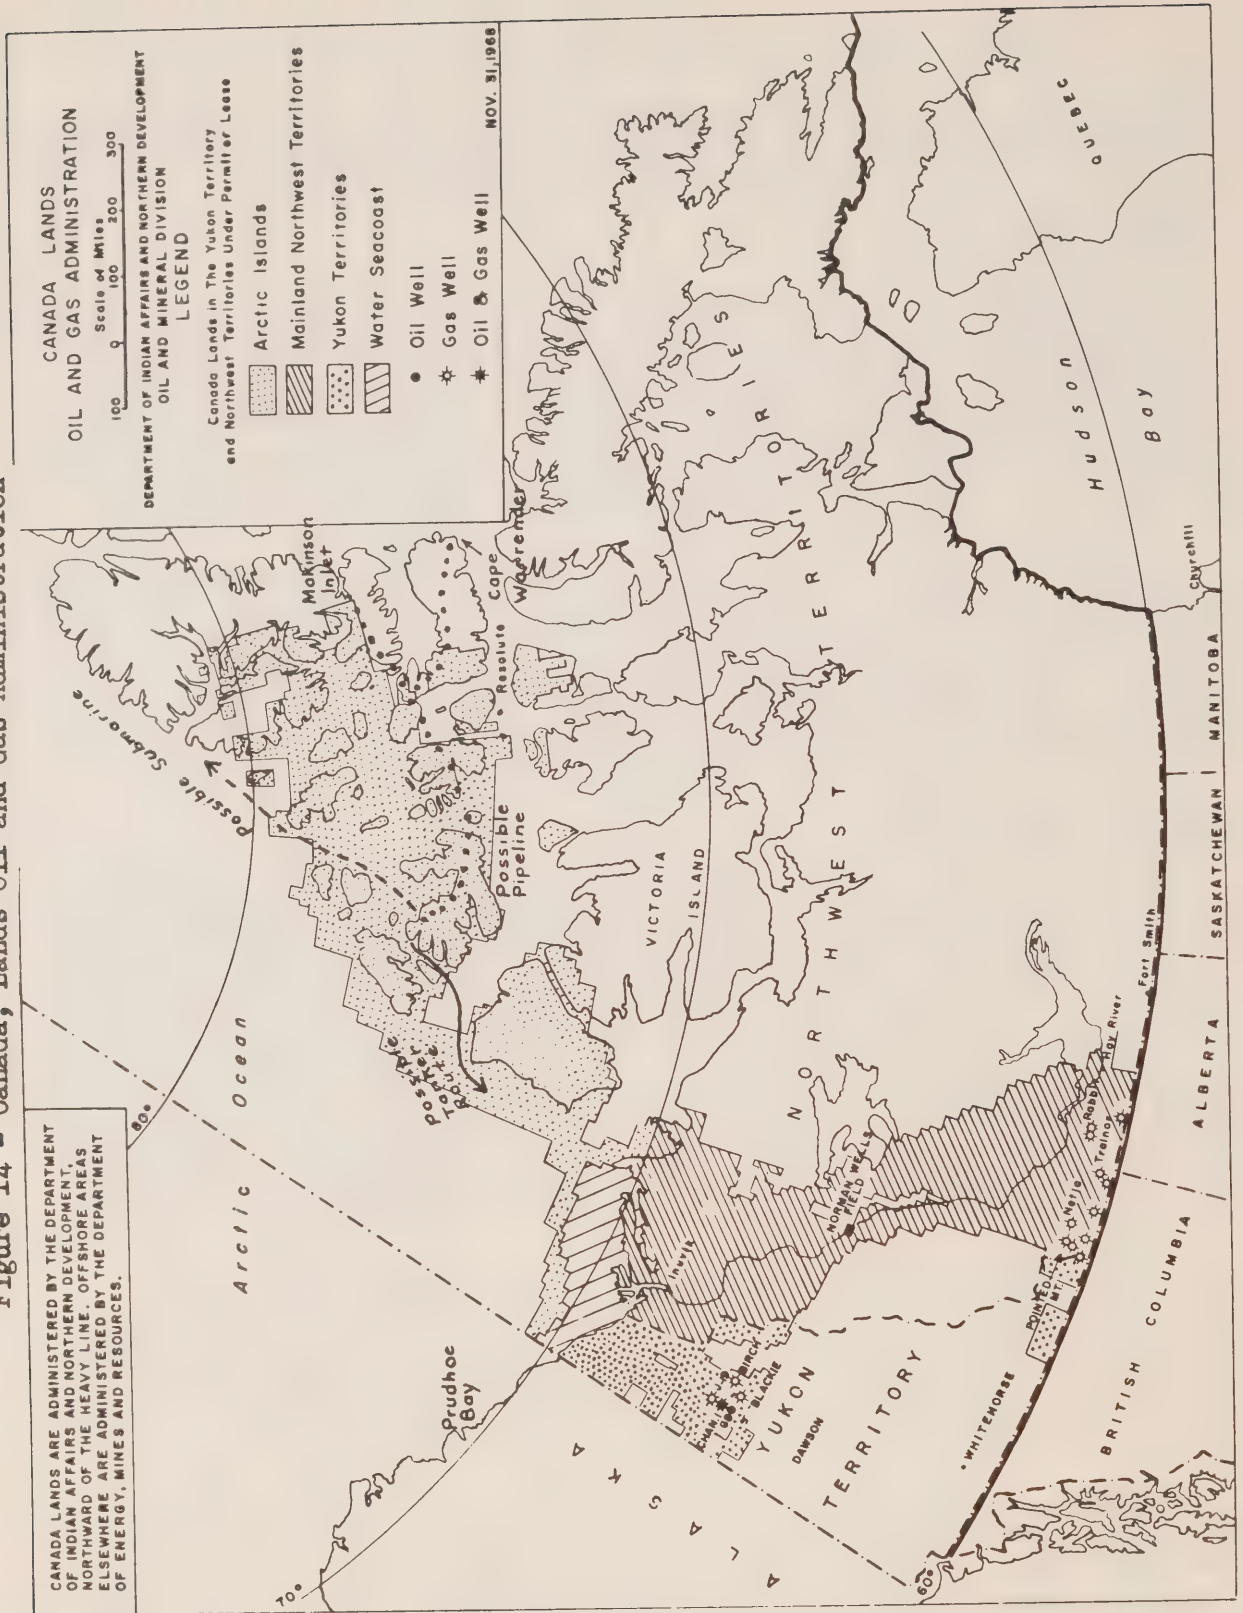 Figure 14 - Canada, Lands Oil and Gas Administration
CANADA LANDS ARE ADMINISTERED BY THE DEPARTMENT
OF INDIAN AFFAIRS AND NORTHERN DEVELOPMENT,
NORTHWARD OF THE HEAVY LINE. OFFSHORE AREAS
ELSEWHERE ARE ADMINISTERED BY THE DEPARTMENT
OF ENERGY, MINES AND RESOURCES.
CANADA LANDS
OIL AND GAS ADMINISTRATION
Scale of Miles
100 0 100 200 300
DEPARTMENT OF INDIAN AFFAIRS AND NORTHERN DEVELOPMENT
OIL AND MINERAL DIVISION
LEGEND
Canada Lands in The Yukon Territory
and Northwest Territories Under Permit or Lease
Arctic Islands
Mainland Northwest Territories
Yukon Territories
Water Seacoast
Oil Well
Gas Well
Oil & Gas Well
NOV. 31, 1968
80°
Arctic Ocean
Possible Submarine
Makinson
Inlet
Cape
Warrender
Resolute
Possible
Pipeline
Possible
Tanker
Route
Prudhoe
Bay
70°
VICTORIA
ISLAND
NORTHWEST TERRITORIES
Inuvik
NORMAN WELLS
FIELD
ALASKA
CHAN.
J-D
BIRCH
BLACKIE
YUKON
TERRITORY
DAWSON
WHITEHORSE
POINTED
MT.
Netla
Trainor
Rabbit
Hay River
Fort Smith
60°
BRITISH COLUMBIA
ALBERTA
SASKATCHEWAN
MANITOBA
Churchill
Hudson
Bay
QUEBEC